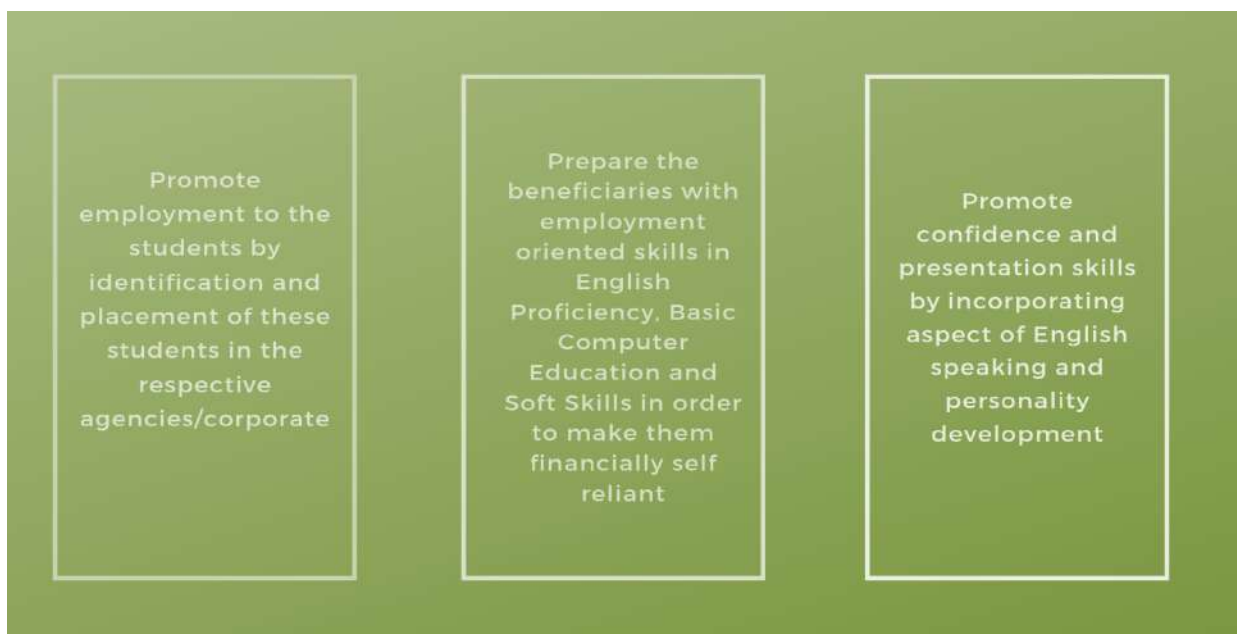 Promote
employment to the
students by
identification and
placement of these
students in the
respective
agencies/corporate
Prepare the
beneficiaries with
employment
oriented skills in
English
Proficiency, Basic
Computer
Education and
Soft Skills in order
to make them
financially self
reliant
Promote
confidence and
presentation skills
by incorporating
aspect of English
speaking and
personality
development